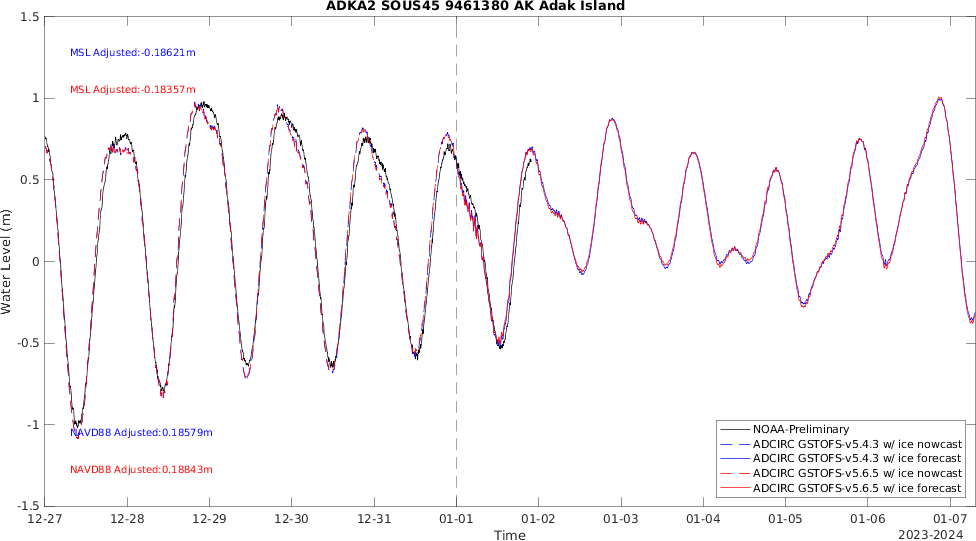 ADKA2 SOUS45 9461380 AK Adak Island
1.5
MSL Adjusted:-0.18621m
MSL Adjusted:-0.18357m
1
0.5
Water Level (m)
0
-0.5
-1
NAVD88 Adjusted:0.18579m
NAVD88 Adjusted:0.18843m
-1.5
NOAA-Preliminary
ADCIRC GSTOFS-v5.4.3 w/ ice nowcast
ADCIRC GSTOFS-v5.4.3 w/ ice forecast
ADCIRC GSTOFS-v5.6.5 w/ ice nowcast
ADCIRC GSTOFS-v5.6.5 w/ ice forecast
12-27 12-28 12-29 12-30 12-31 01-01 01-02 01-03 01-04 01-05 01-06 01-07
Time
2023-2024